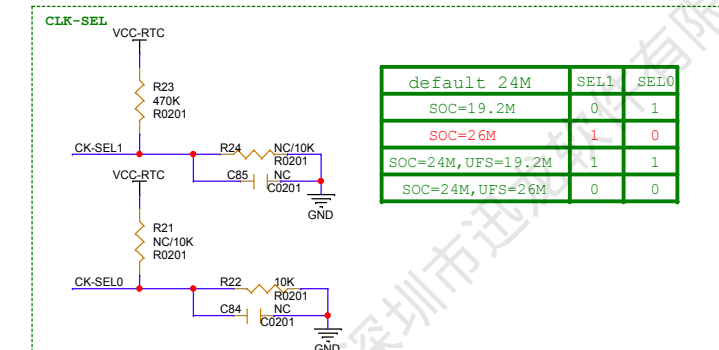 CLK-SEL
VCC-RTC
R23
470K
R0201
CK-SEL1
R24
NC/10K
R0201
C85
NC
C0201
GND
VCC-RTC
R21
NC/10K
R0201
CK-SEL0
R22
10K
R0201
C84
NC
C0201
GND
default 24M SEL1 SEL0
SOC=19.2M 0 1
SOC=26M 1 0
SOC=24M,UFS=19.2M 1 1
SOC=24M,UFS=26M 0 0
深圳市迅龙软件有限